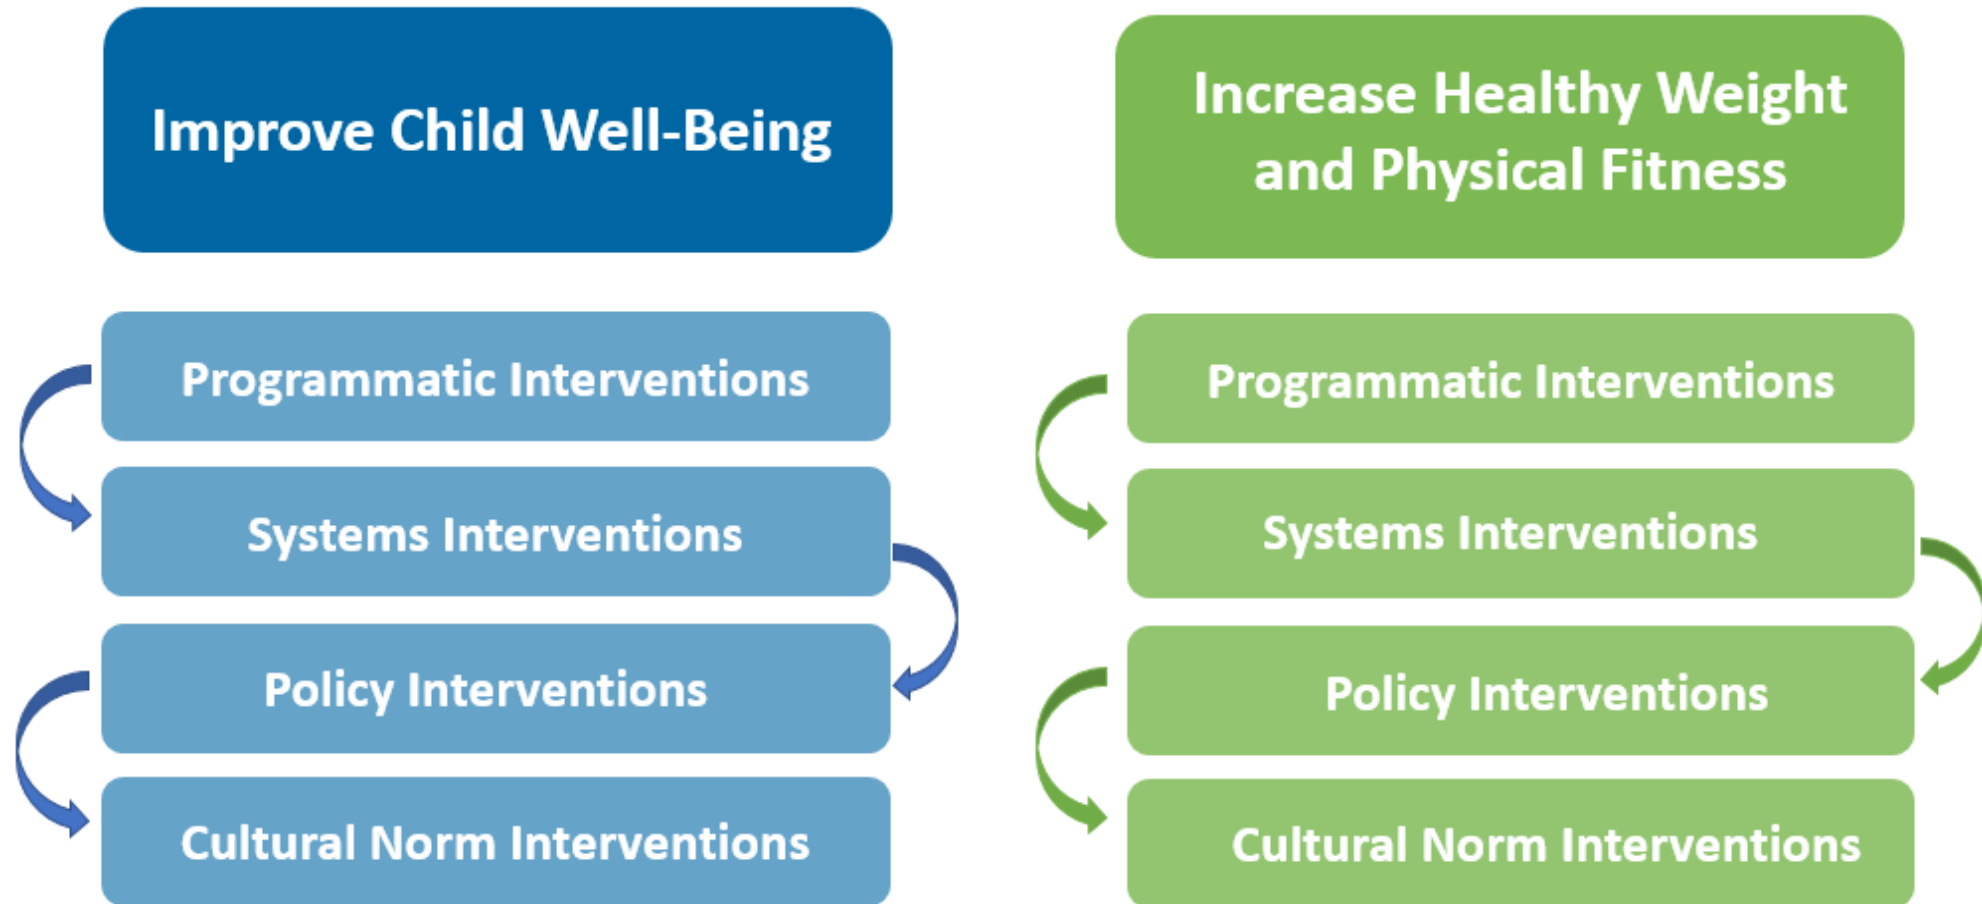 Improve Child Well-Being
Programmatic Interventions
Systems Interventions
Policy Interventions
Cultural Norm Interventions
Increase Healthy Weight
and Physical Fitness
Programmatic Interventions
Systems Interventions
Policy Interventions
Cultural Norm Interventions